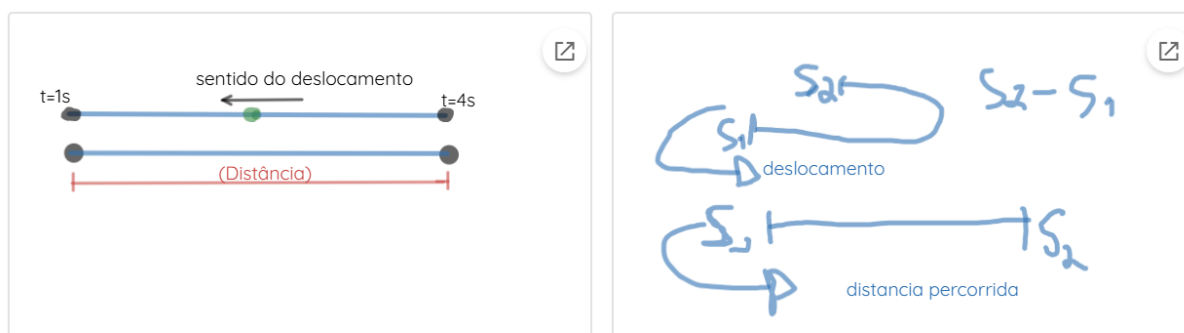 sentido do deslocamento
t=1s
t=4s
(Distância)
S2
S2 - S1
S1
deslocamento
S1
S2
distancia percorrida